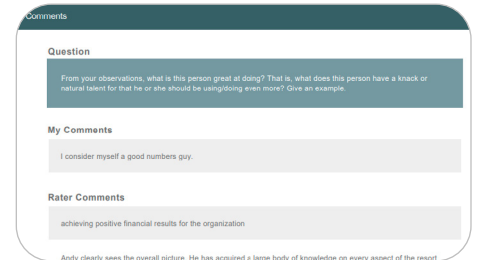 Comments
Question
From your observations, what is this person great at doing? That is, what does this person have a knack or
natural talent for that he or she should be using/doing even more? Give an example.
My Comments
I consider myself a good numbers guy.
Rater Comments
achieving positive financial results for the organization
Andy clearly sees the overall picture. He has acquired a large body of knowledge on every aspect of the resort